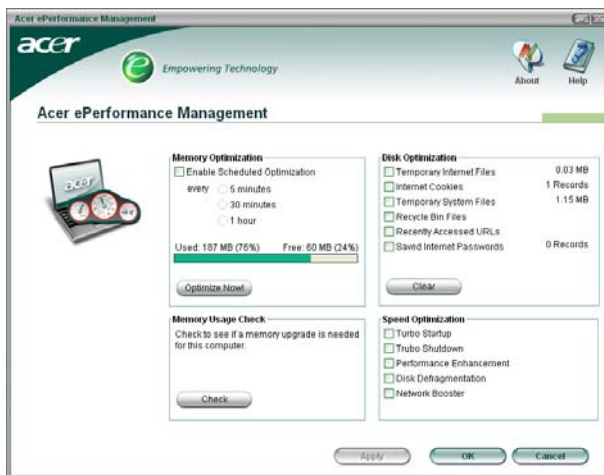 Acer ePerformance Management
acer
e Empowering Technology
About
Help
Acer ePerformance Management
acer
Memory Optimization
Enable Scheduled Optimization
every
5 minutes
30 minutes
1 hour
Used: 187 MB (76%) Free: 60 MB (24%)
Optimize Now!
Disk Optimization
Temporary Internet Files 0.03 MB
Internet Cookies 1 Records
Temporary System Files 1.15 MB
Recycle Bin Files
Recently Accessed URLs
Saved Internet Passwords 0 Records
Clear
Memory Usage Check
Check to see if a memory upgrade is needed
for this computer.
Check
Speed Optimization
Turbo Startup
Trubo Shutdown
Performance Enhancement
Disk Defragmentation
Network Booster
Apply
OK
Cancel